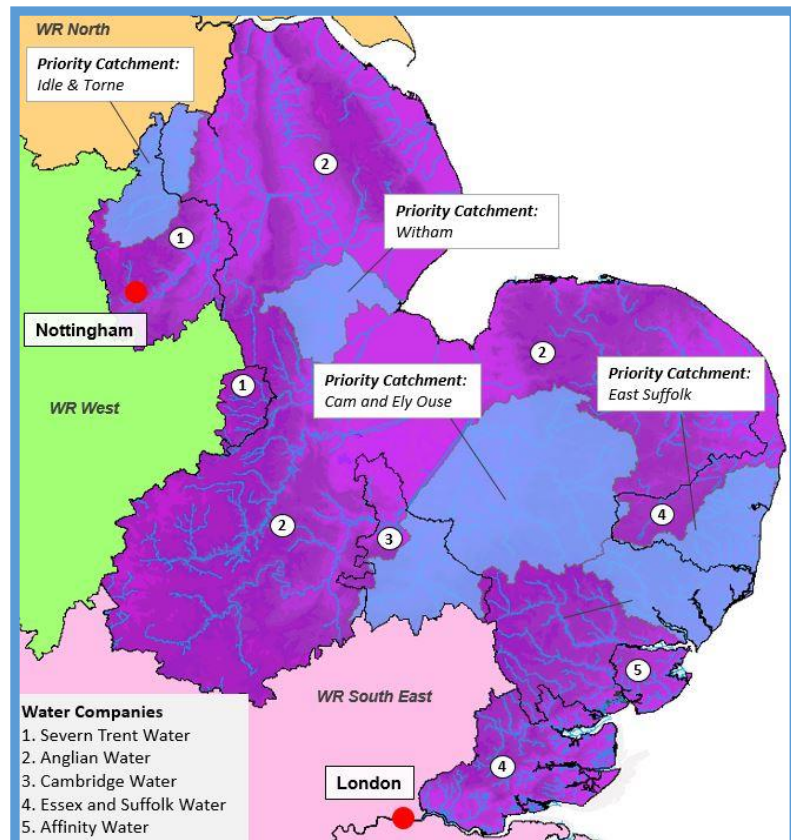 WR North
Priority Catchment:
Idle & Torne
2
Priority Catchment:
Witham
1
Nottingham
2
Priority Catchment:
Cam and Ely Ouse
Priority Catchment:
East Suffolk
1
WR West
4
2
3
5
WR South East
Water Companies
1. Severn Trent Water
2. Anglian Water
3. Cambridge Water
4. Essex and Suffolk Water
5. Affinity Water
4
London